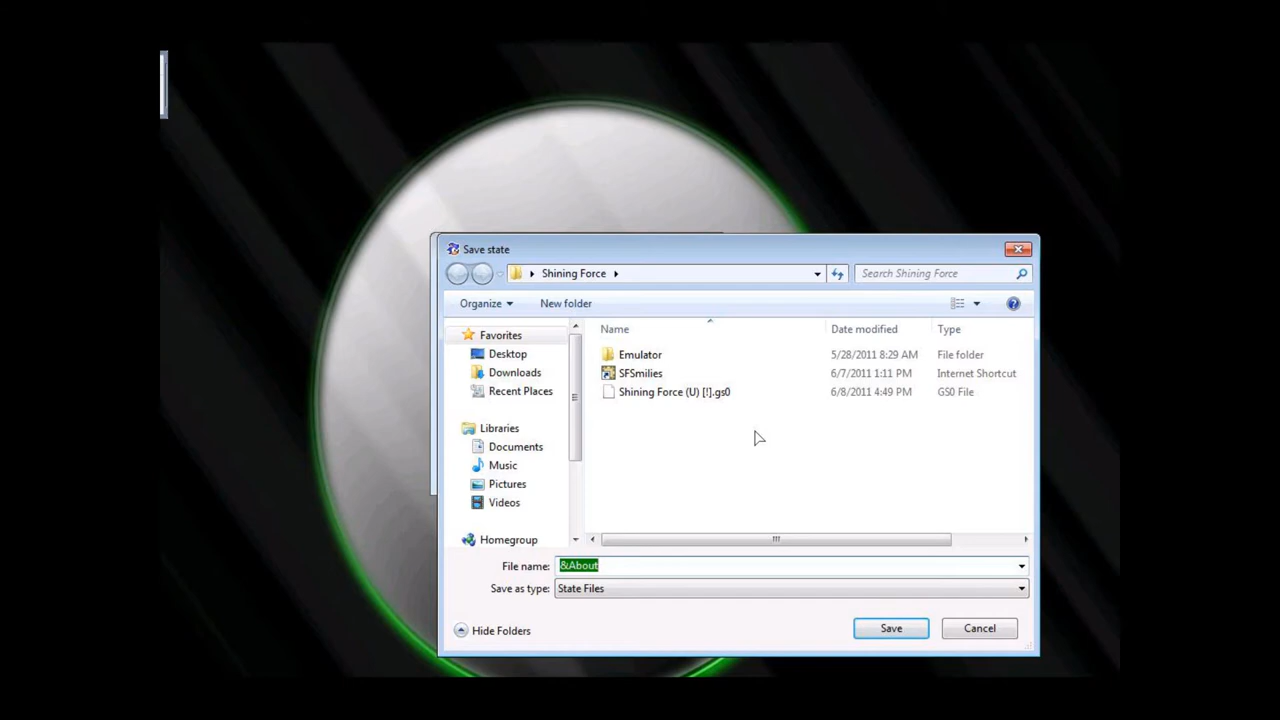 Save state
Shining Force
Search Shining Force
Organize New folder
Name Date modified Type
Favorites
Desktop
Downloads
Recent Places
Libraries
Documents
Music
Pictures
Videos
Homegroup
Emulator 5/28/2011 8:29 AM File folder
SFSmilies 6/7/2011 1:11 PM Internet Shortcut
Shining Force (U) [!].gs0 6/8/2011 4:49 PM GS0 File
File name: &About
Save as type: State Files
Hide Folders Save Cancel